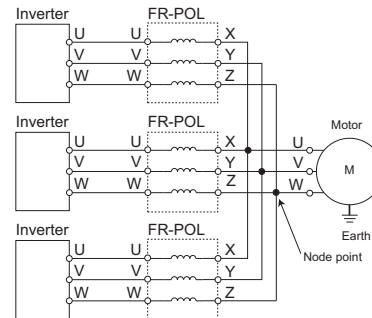 Inverter FR-POL
U U X
V V Y
W W Z
Inverter FR-POL Motor
U U X U
V V Y V M
W W Z W
Earth
Inverter FR-POL Node point
U U X
V V Y
W W Z